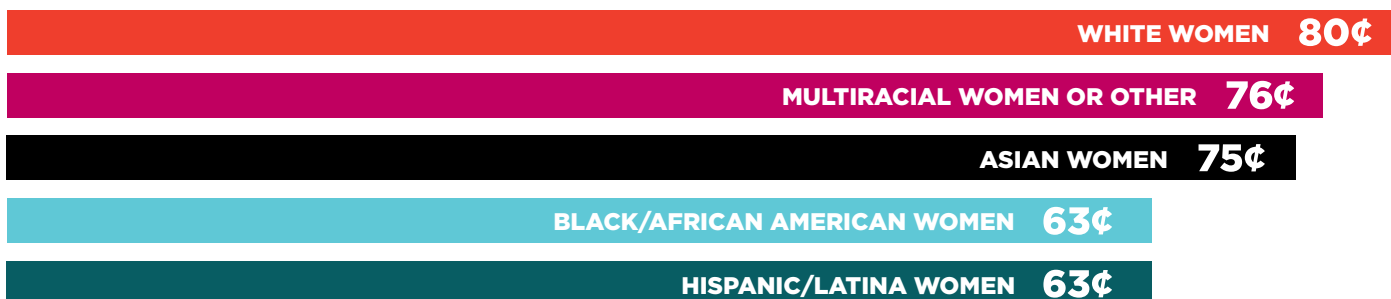 WHITE WOMEN 80¢
MULTIRACIAL WOMEN OR OTHER 76¢
ASIAN WOMEN 75¢
BLACK/AFRICAN AMERICAN WOMEN 63¢
HISPANIC/LATINA WOMEN 63¢